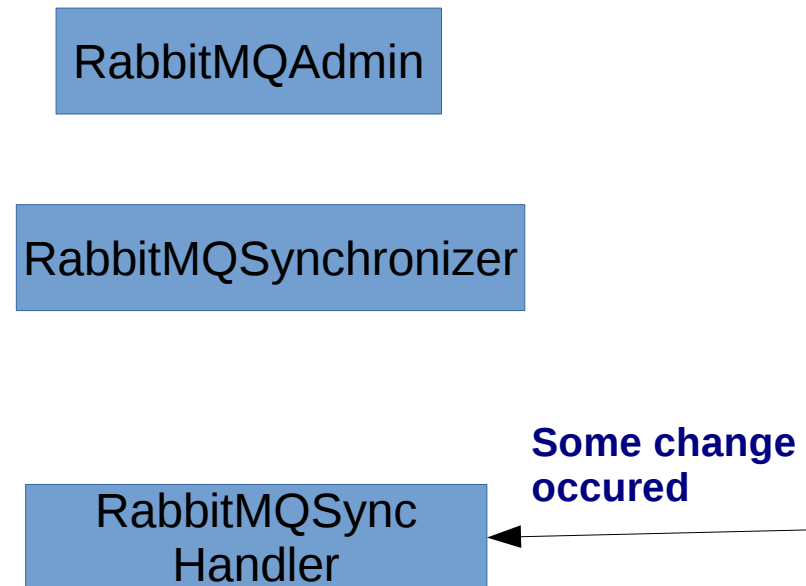 RabbitMQAdmin
RabbitMQSynchronizer
Some change
occured
RabbitMQSync
Handler